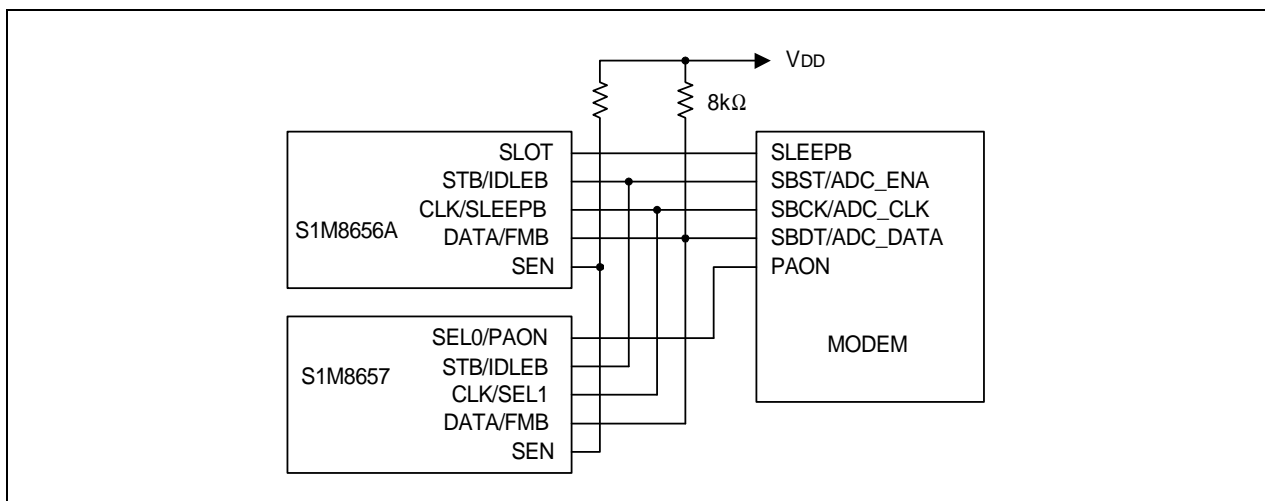 VDD
8kΩ
S1M8656A
SLOT
STB/IDLEB
CLK/SLEEPB
DATA/FMB
SEN
SLEEPB
SBST/ADC_ENA
SBCK/ADC_CLK
SBDT/ADC_DATA
PAON
MODEM
S1M8657
SEL0/PAON
STB/IDLEB
CLK/SEL1
DATA/FMB
SEN